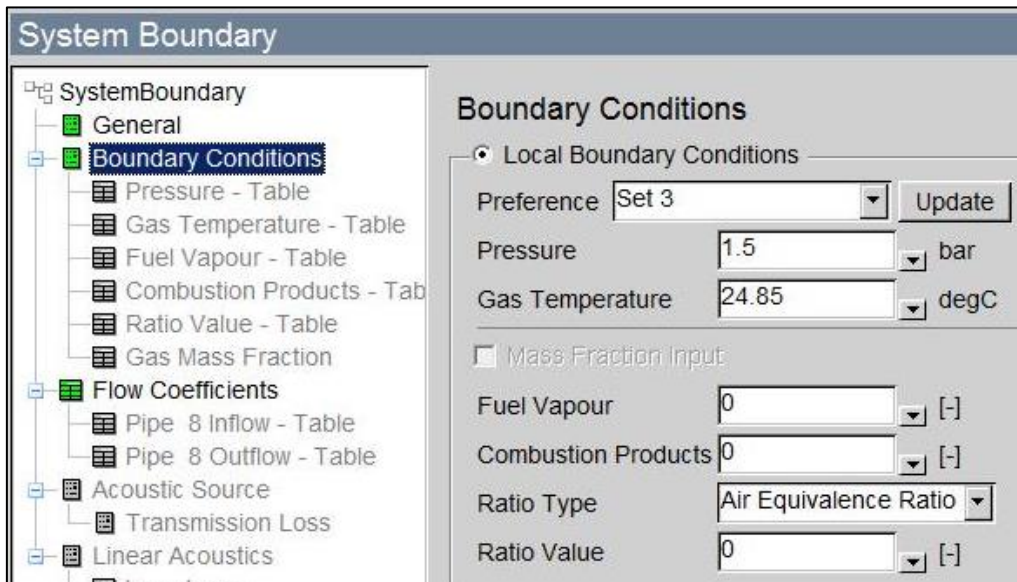 System Boundary
SystemBoundary
General
Boundary Conditions
Pressure - Table
Gas Temperature - Table
Fuel Vapour - Table
Combustion Products - Tab
Ratio Value - Table
Gas Mass Fraction
Flow Coefficients
Pipe 8 Inflow - Table
Pipe 8 Outflow - Table
Acoustic Source
Transmission Loss
Linear Acoustics
Boundary Conditions
Local Boundary Conditions
Preference Set 3 Update
Pressure 1.5 bar
Gas Temperature 24.85 degC
Mass Fraction Input
Fuel Vapour 0 [-]
Combustion Products 0 [-]
Ratio Type Air Equivalence Ratio
Ratio Value 0 [-]